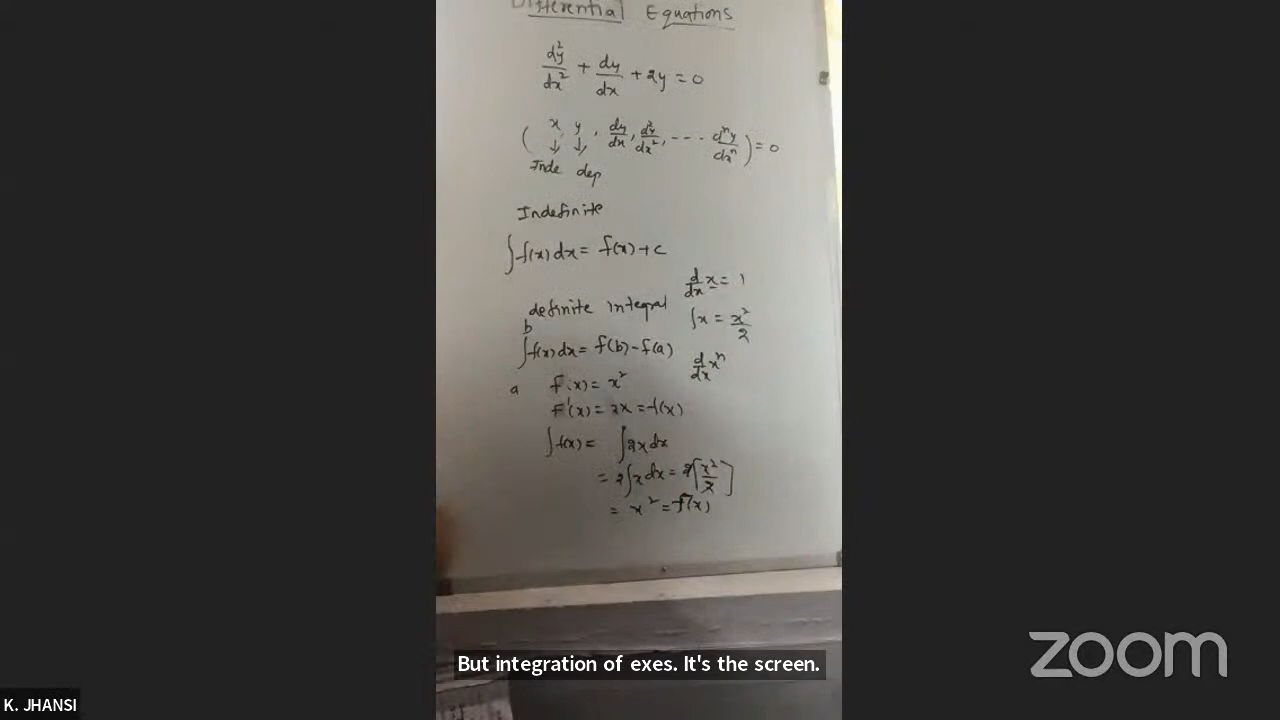 Differential Equations
d²y/dx² + dy/dx + 2y = 0
( x y, dy/dx, d²y/dx², --- dⁿy/dxⁿ ) = 0
↓ ↓
Inde dep
Indefinite
∫f(x) dx = f(x) + c
d/dx x = 1
definite integral
∫x = x²/2
b
∫f(x) dx = f(b) - f(a)
a
d/dx xⁿ
F(x) = x²
F'(x) = 2x = f(x)
∫f(x) = ∫2x dx
= 2∫x dx = 2[x²/2]
= x² = f(x)
But integration of exes. It's the screen.
K. JHANSI
zoom